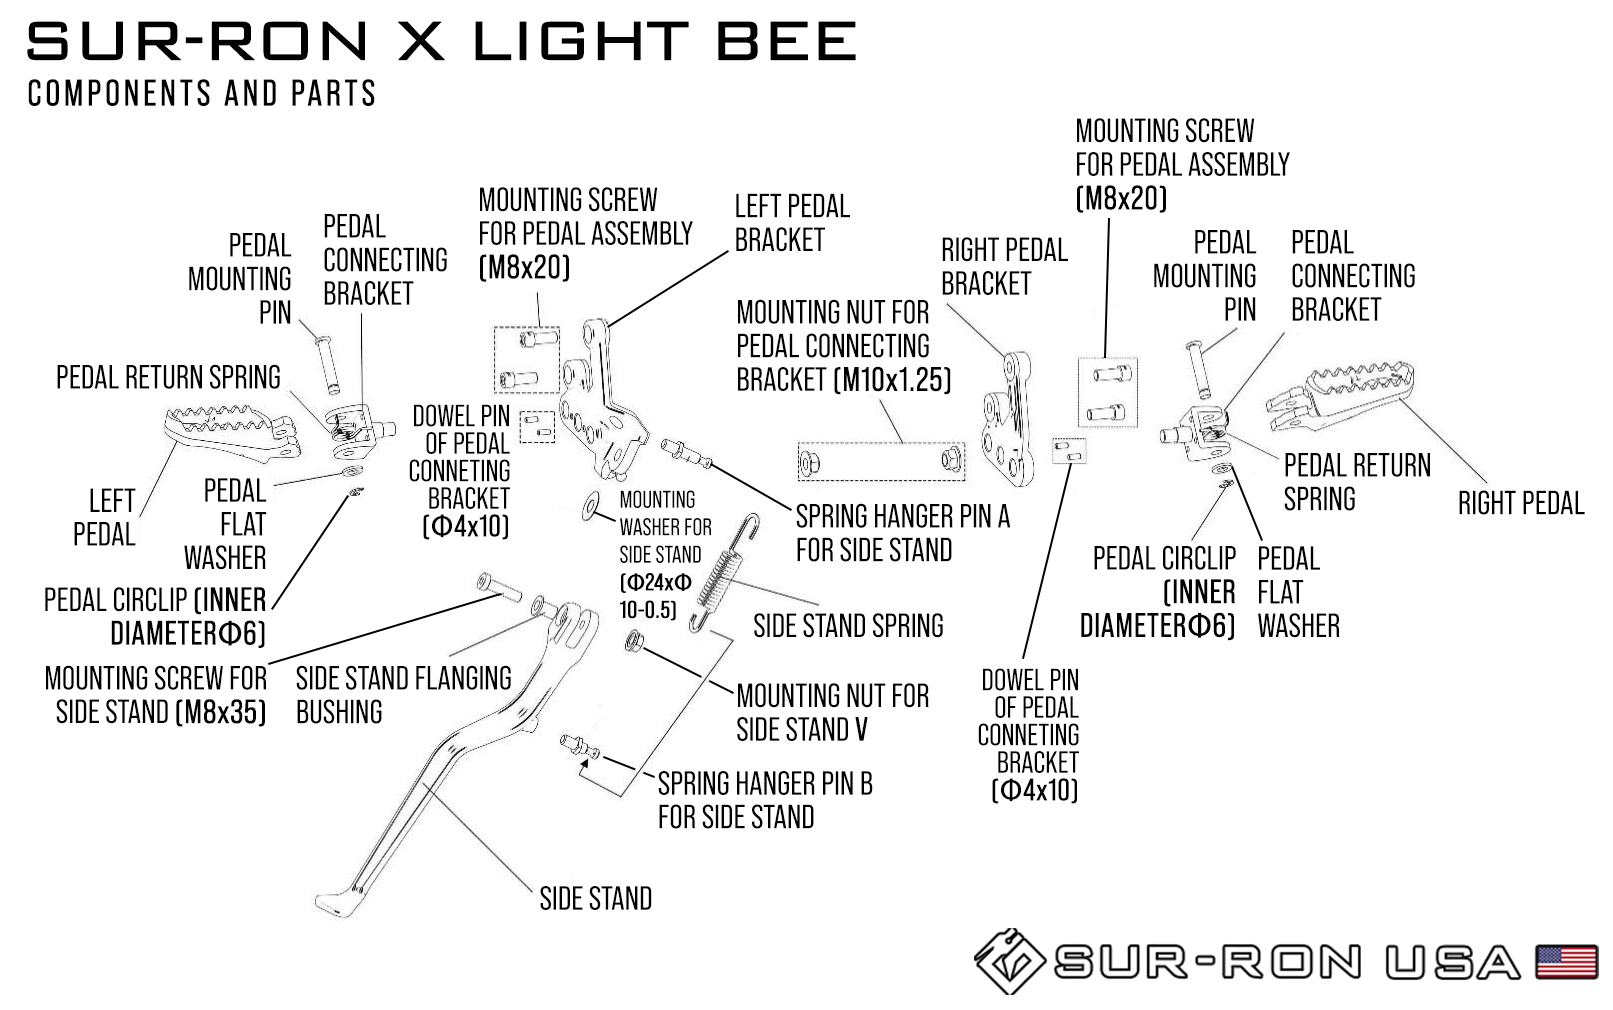 SUR-RON X LIGHT BEE
COMPONENTS AND PARTS
PEDAL
MOUNTING
PIN
PEDAL
CONNECTING
BRACKET
MOUNTING SCREW
FOR PEDAL ASSEMBLY
(M8x20)
LEFT PEDAL
BRACKET
RIGHT PEDAL
BRACKET
MOUNTING SCREW
FOR PEDAL ASSEMBLY
(M8x20)
PEDAL
MOUNTING
PIN
PEDAL
CONNECTING
BRACKET
PEDAL RETURN SPRING
MOUNTING NUT FOR
PEDAL CONNECTING
BRACKET (M10x1.25)
DOWEL PIN
OF PEDAL
CONNETING
BRACKET
(Φ4x10)
LEFT
PEDAL
PEDAL
FLAT
WASHER
MOUNTING
WASHER FOR
SIDE STAND
(Φ24xΦ
10-0.5)
SPRING HANGER PIN A
FOR SIDE STAND
PEDAL RETURN
SPRING
RIGHT PEDAL
PEDAL CIRCLIP (INNER
DIAMETERΦ6)
SIDE STAND SPRING
PEDAL CIRCLIP
(INNER
DIAMETERΦ6)
PEDAL
FLAT
WASHER
MOUNTING SCREW FOR
SIDE STAND (M8x35)
SIDE STAND FLANGING
BUSHING
MOUNTING NUT FOR
SIDE STAND V
DOWEL PIN
OF PEDAL
CONNETING
BRACKET
(Φ4x10)
SPRING HANGER PIN B
FOR SIDE STAND
SIDE STAND
SUR-RON USA